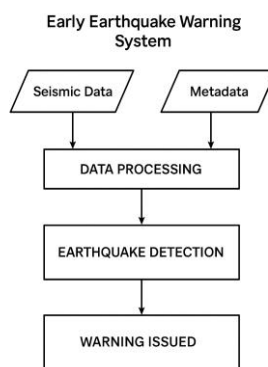 Early Earthquake Warning
System
Seismic Data
Metadata
DATA PROCESSING
EARTHQUAKE DETECTION
WARNING ISSUED